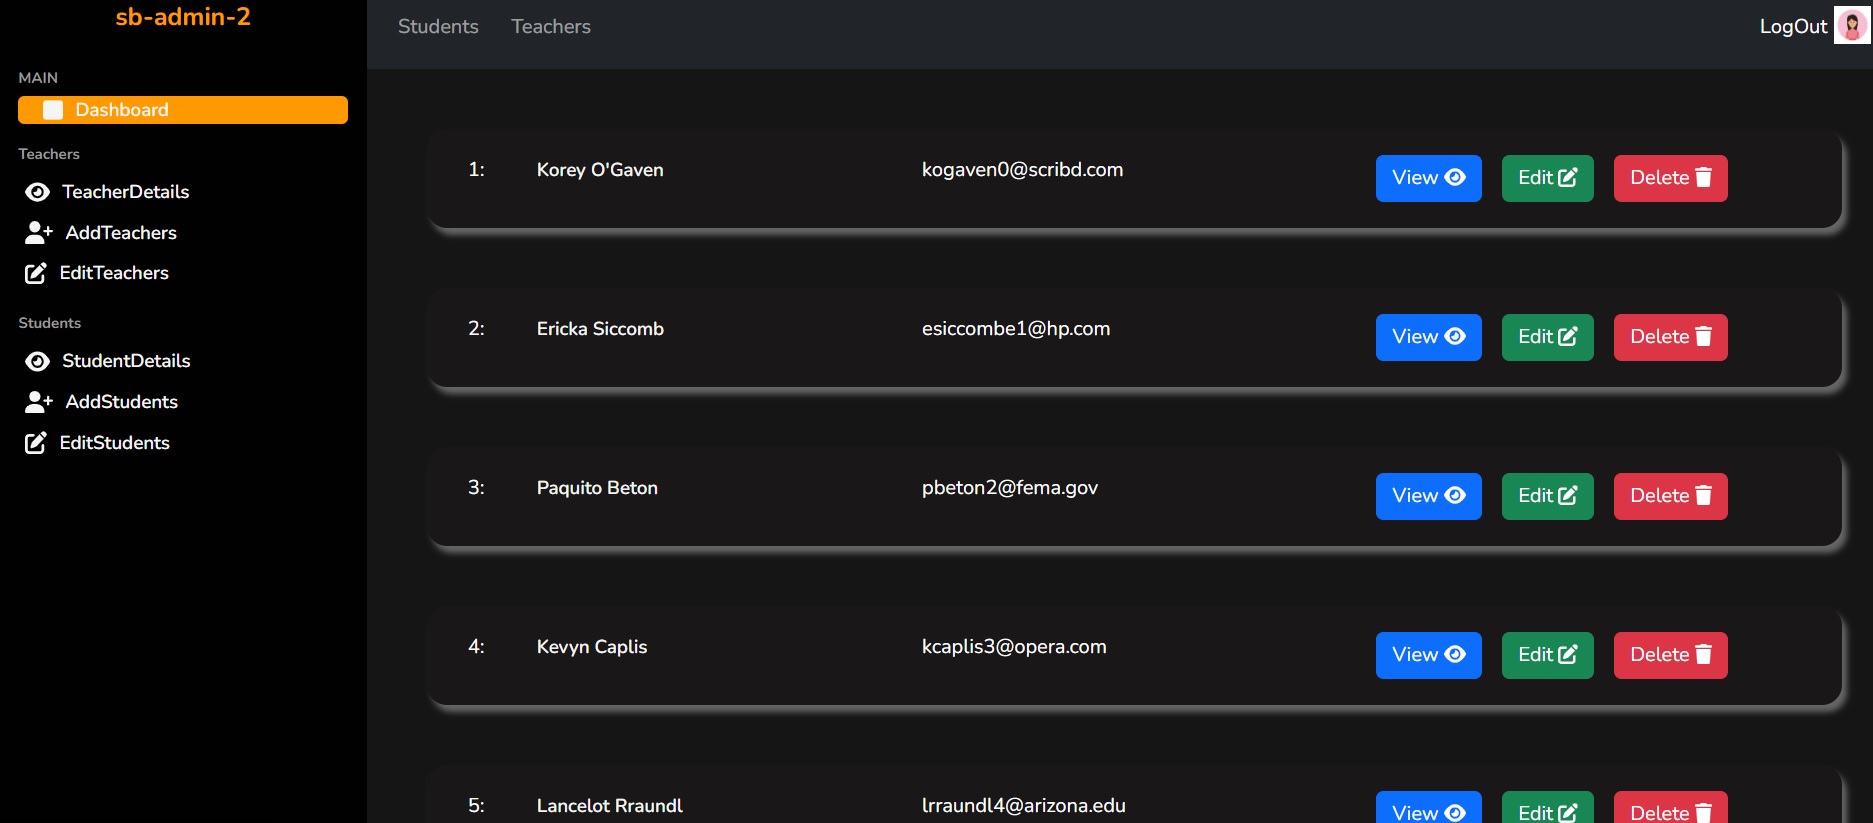 sb-admin-2
MAIN
Dashboard
Teachers
TeacherDetails
AddTeachers
EditTeachers
Students
StudentDetails
AddStudents
EditStudents
Students Teachers LogOut
1: Korey O'Gaven kogaven0@scribd.com View Edit Delete
2: Ericka Siccomb esiccombe1@hp.com View Edit Delete
3: Paquito Beton pbeton2@fema.gov View Edit Delete
4: Kevyn Caplis kcaplis3@opera.com View Edit Delete
5: Lancelot Rraundl lrraundl4@arizona.edu View Edit Delete